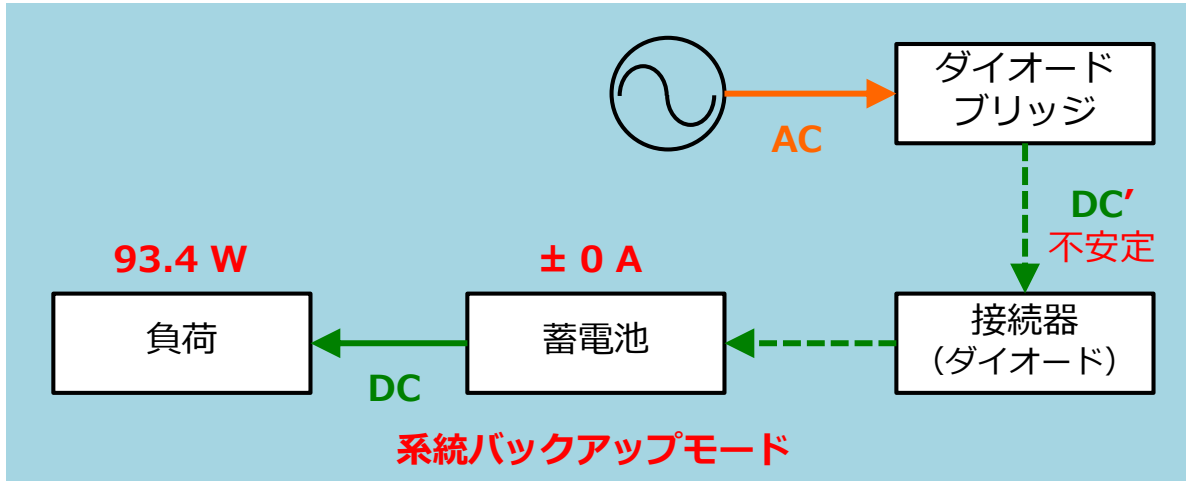 ダイオード
ブリッジ
AC
DC’
不安定
93.4 W
± 0 A
負荷
蓄電池
接続器
（ダイオード）
DC
系統バックアップモード